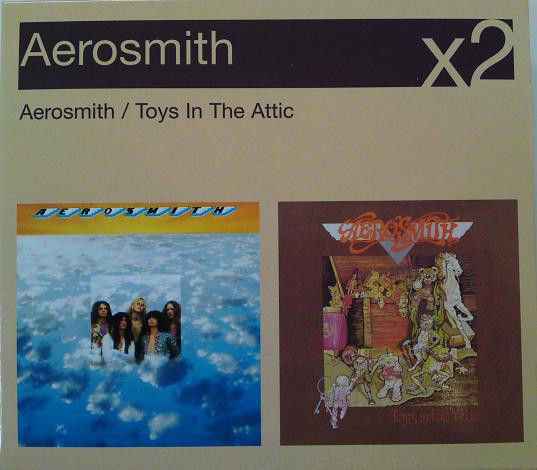 Aerosmith
x2
Aerosmith / Toys In The Attic
AEROSMITH
AEROSMITH
Toys in the Attic